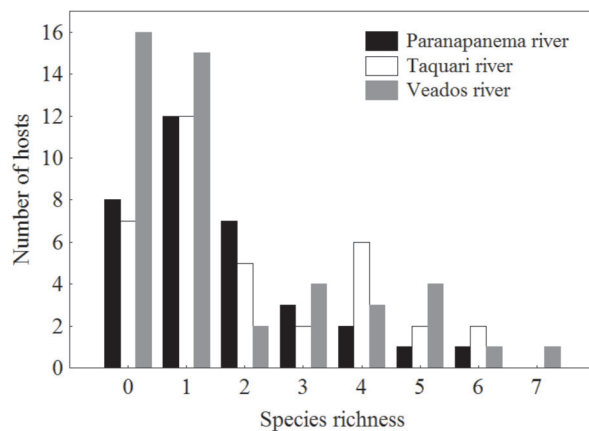 16
14
12
10
8
6
4
2
0
Number of hosts
Paranapanema river
Taquari river
Veados river
0 1 2 3 4 5 6 7
Species richness